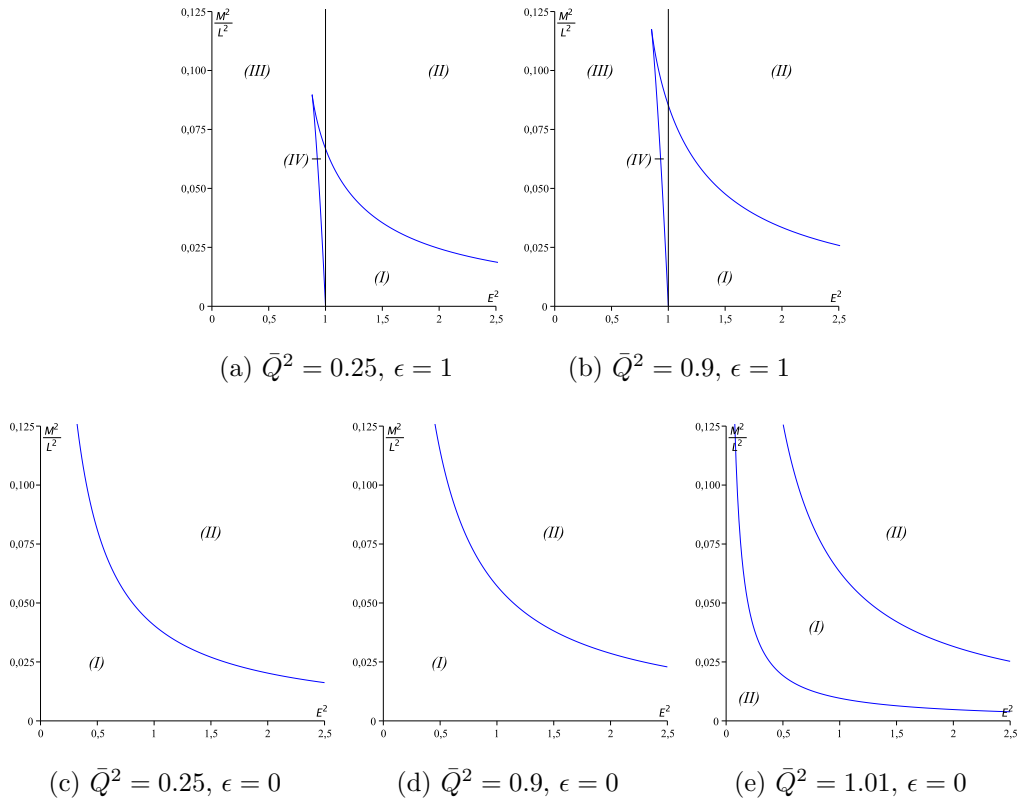 0,125 M²/L² 0,125 M²/L²
0,100 (III) (II) 0,100 (III) (II)
0,075 0,075
(IV) (IV)
0,050 0,050
0,025 0,025
(I) (I)
0 E² 0 E²
0 0,5 1 1,5 2 2,5 0 0,5 1 1,5 2 2,5
(a) Q̄² = 0.25, ϵ = 1 (b) Q̄² = 0.9, ϵ = 1
0,125 M²/L² 0,125 M²/L² 0,125 M²/L²
0,100 0,100 0,100
(II) (II) (II)
0,075 0,075 0,075
0,050 0,050 0,050
(I)
0,025 (I) 0,025 (I) 0,025
(II)
0 E² 0 E² 0 E²
0 0,5 1 1,5 2 2,5 0 0,5 1 1,5 2 2,5 0 0,5 1 1,5 2 2,5
(c) Q̄² = 0.25, ϵ = 0 (d) Q̄² = 0.9, ϵ = 0 (e) Q̄² = 1.01, ϵ = 0